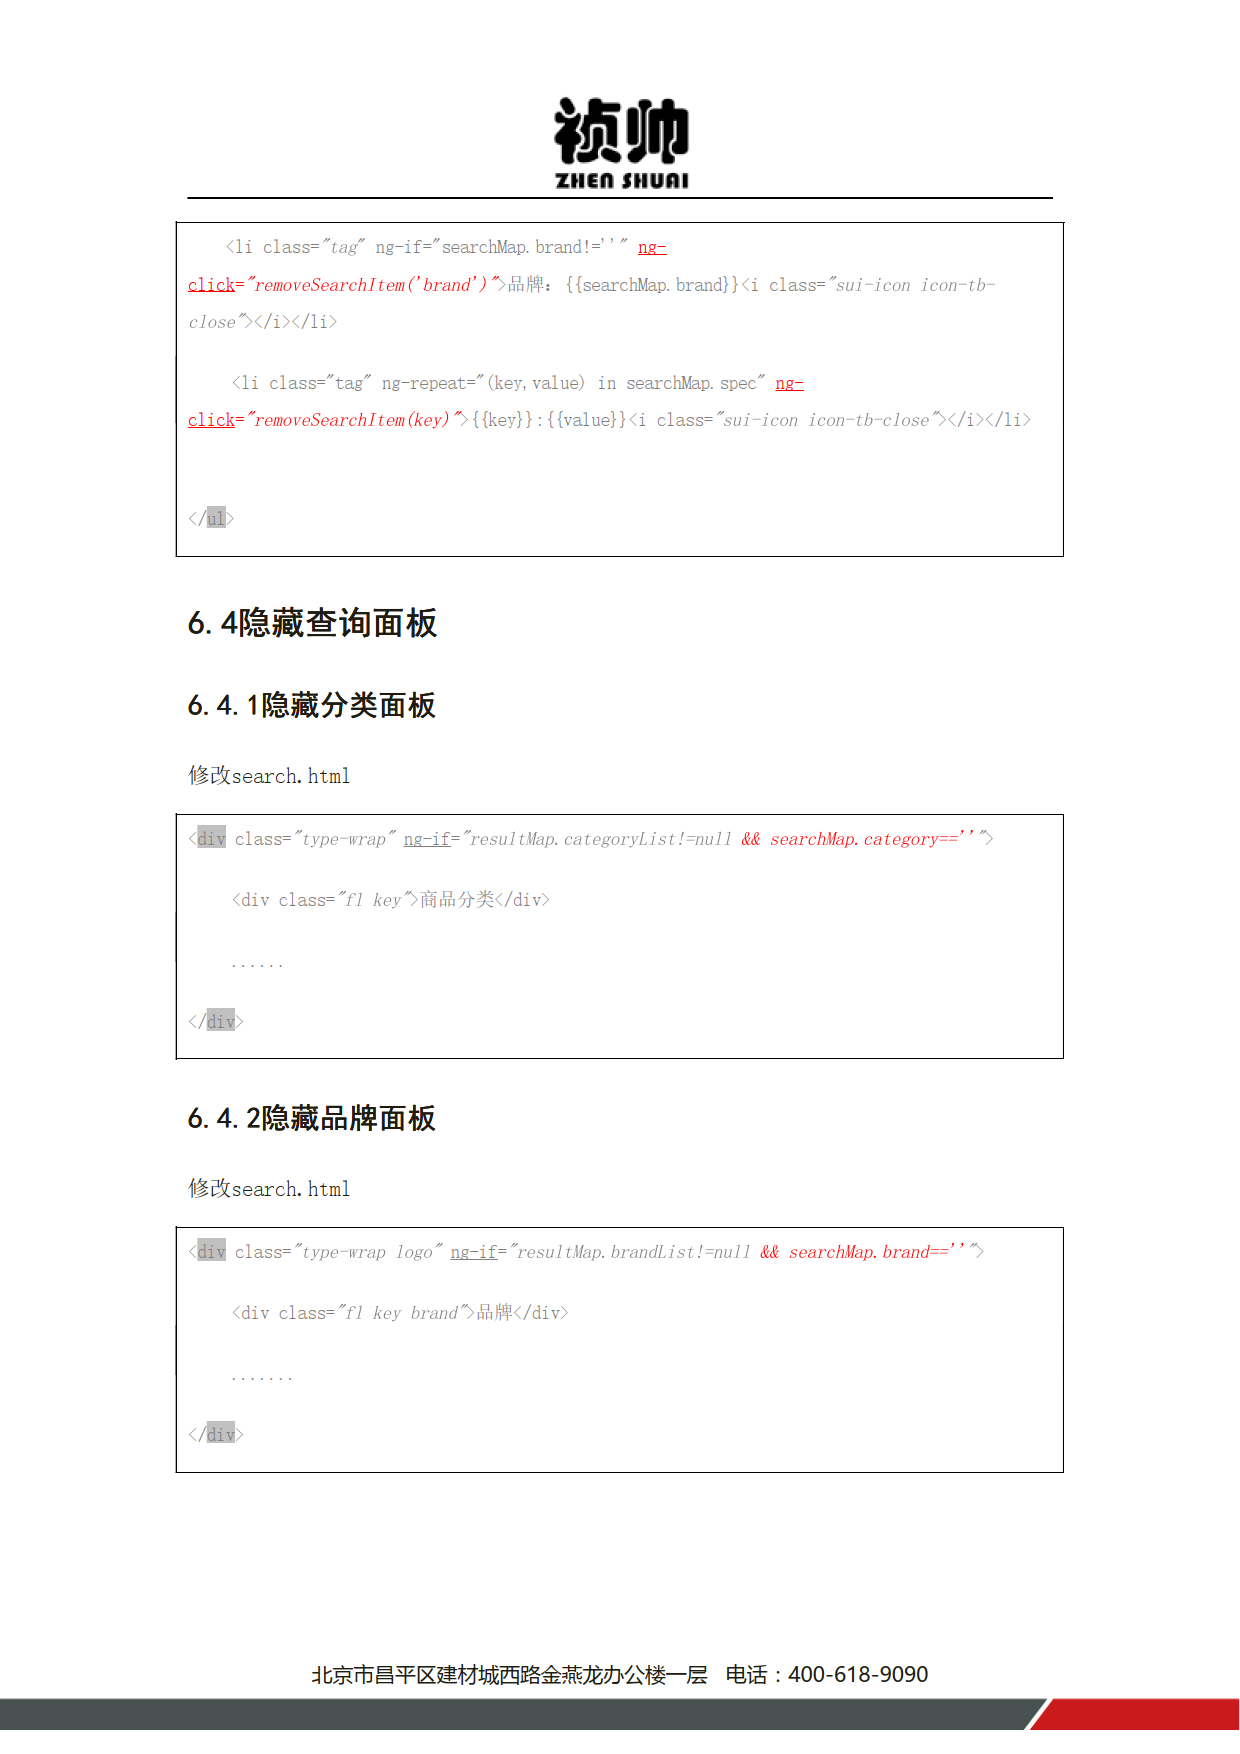 祯帅
ZHEN SHUAI
<li class="tag" ng-if="searchMap.brand!=''" ng-
click="removeSearchItem('brand')">品牌：{{searchMap.brand}}<i class="sui-icon icon-tb-
close"></i></li>
<li class="tag" ng-repeat="(key,value) in searchMap.spec" ng-
click="removeSearchItem(key)">{{key}}:{{value}}<i class="sui-icon icon-tb-close"></i></li>
</ul>
6.4隐藏查询面板
6.4.1隐藏分类面板
修改search.html
<div class="type-wrap" ng-if="resultMap.categoryList!=null && searchMap.category==''">
<div class="fl key">商品分类</div>
......
</div>
6.4.2隐藏品牌面板
修改search.html
<div class="type-wrap logo" ng-if="resultMap.brandList!=null && searchMap.brand==''">
<div class="fl key brand">品牌</div>
.......
</div>
北京市昌平区建材城西路金燕龙办公楼一层 电话：400-618-9090